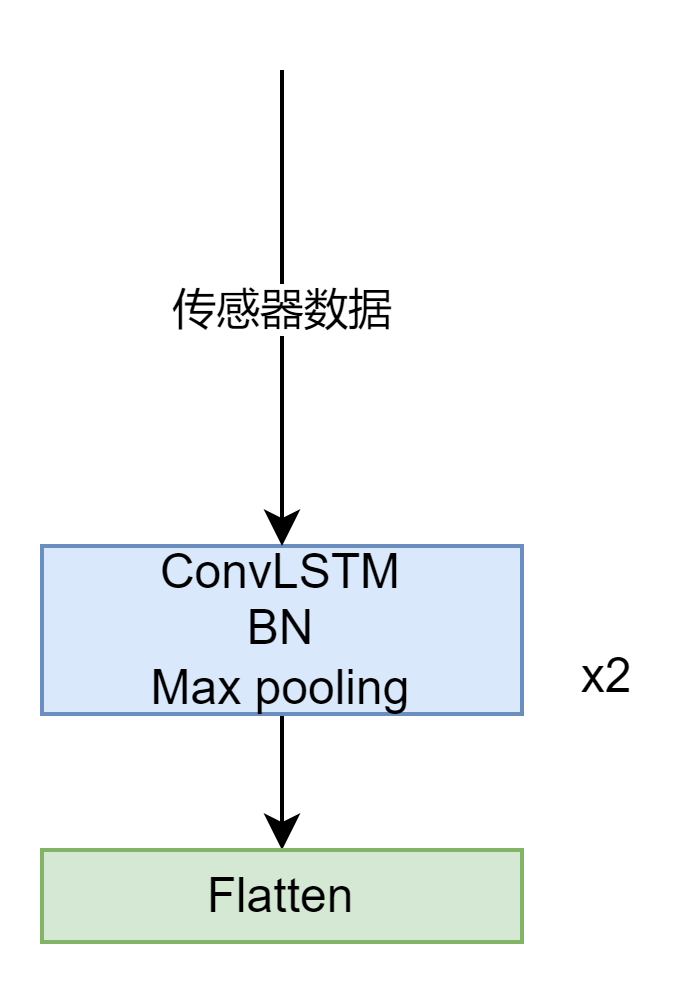 传感器数据
ConvLSTM
BN
Max pooling
x2
Flatten